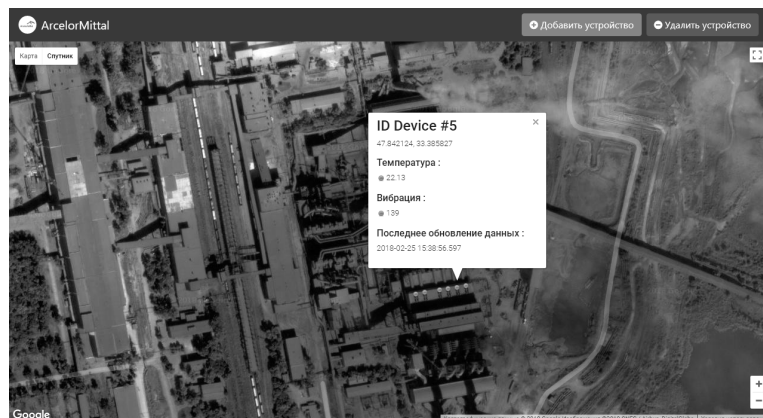 ArcelorMittal
Добавить устройство
Удалить устройство
Карта Спутник
ID Device #5
47.842124, 33.385827
Температура :
22.13
Вибрация :
139
Последнее обновление данных :
2018-02-25 15:38:56.597
Google